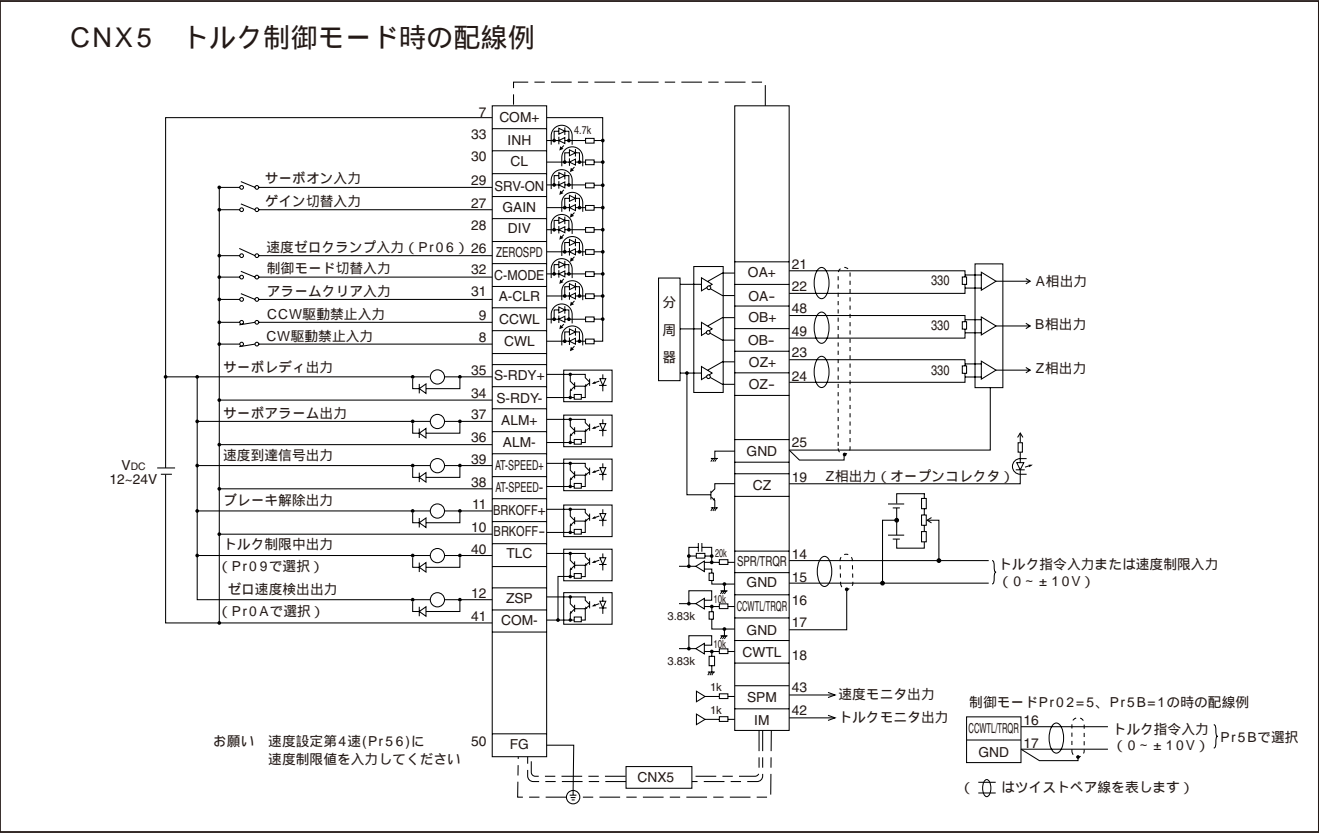 CNX5 トルク制御モード時の配線例
7 COM+
33 INH 4.7k
30 CL
サーボオン入力 29 SRV-ON
ゲイン切替入力 27 GAIN
28 DIV
速度ゼロクランプ入力（Pr06） 26 ZEROSPD
制御モード切替入力 32 C-MODE
アラームクリア入力 31 A-CLR
CCW駆動禁止入力 9 CCWL
CW駆動禁止入力 8 CWL
サーボレディ出力 35 S-RDY+
34 S-RDY-
サーボアラーム出力 37 ALM+
36 ALM-
速度到達信号出力 39 AT-SPEED+
38 AT-SPEED-
ブレーキ解除出力 11 BRKOFF+
10 BRKOFF-
トルク制限中出力 40 TLC
（Pr09で選択）
ゼロ速度検出出力 12 ZSP
（Pr0Aで選択） 41 COM-
VDC
12~24V
50 FG
お願い 速度設定第4速(Pr56)に
速度制限値を入力してください
CNX5
分周器
OA+ 21
330 A相出力
OA- 22
OB+ 48
330 B相出力
OB- 49
OZ+ 23
330 Z相出力
OZ- 24
GND 25
CZ 19 Z相出力（オープンコレクタ）
20k SPR/TRQR 14
トルク指令入力または速度制限入力
（0~±10V）
GND 15
10k CCWTL/TRQR 16
3.83k
GND 17
10k CWTL 18
3.83k
1k SPM 43 速度モニタ出力
1k IM 42 トルクモニタ出力
制御モードPr02=5、Pr5B=1の時の配線例
CCWTL/TRQR 16 トルク指令入力
（0~±10V） Pr5Bで選択
GND 17
（ はツイストペア線を表します）